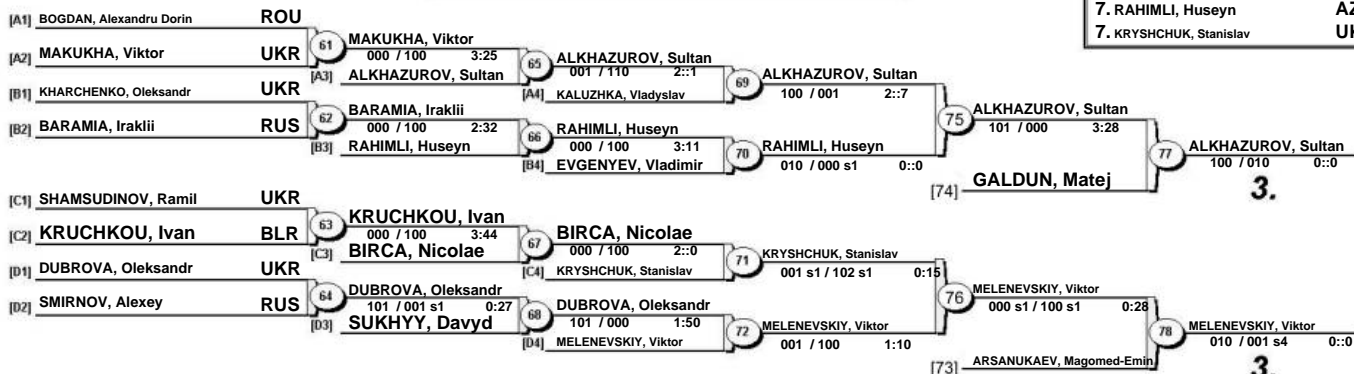 7. RAHIMLI, Huseyn AZ
7. KRYSHCHUK, Stanislav UK
[A1] BOGDAN, Alexandru Dorin ROU
[A2] MAKUKHA, Viktor UKR
61 MAKUKHA, Viktor
000 / 100 3:25
[A3] ALKHAZUROV, Sultan
65 ALKHAZUROV, Sultan
001 / 110 2::1
[A4] KALUZHKA, Vladyslav
69 ALKHAZUROV, Sultan
100 / 001 2::7
[B1] KHARCHENKO, Oleksandr UKR
[B2] BARAMIA, Iraklii RUS
62 BARAMIA, Iraklii
000 / 100 2:32
[B3] RAHIMLI, Huseyn
66 RAHIMLI, Huseyn
000 / 100 3:11
[B4] EVGENYEV, Vladimir
70 RAHIMLI, Huseyn
010 / 000 s1 0::0
75 ALKHAZUROV, Sultan
101 / 000 3:28
[74] GALDUN, Matej
77 ALKHAZUROV, Sultan
100 / 010 0::0
3.
[C1] SHAMSUDINOV, Ramil UKR
[C2] KRUCHKOU, Ivan BLR
63 KRUCHKOU, Ivan
000 / 100 3:44
[C3] BIRCA, Nicolae
67 BIRCA, Nicolae
000 / 100 2::0
[C4] KRYSHCHUK, Stanislav
71 KRYSHCHUK, Stanislav
001 s1 / 102 s1 0:15
[D1] DUBROVA, Oleksandr UKR
[D2] SMIRNOV, Alexey RUS
64 DUBROVA, Oleksandr
101 / 001 s1 0:27
[D3] SUKHYY, Davyd
68 DUBROVA, Oleksandr
101 / 000 1:50
[D4] MELENEVSKIY, Viktor
72 MELENEVSKIY, Viktor
001 / 100 1:10
76 MELENEVSKIY, Viktor
000 s1 / 100 s1 0:28
[73] ARSANUKAEV, Magomed-Emin
78 MELENEVSKIY, Viktor
010 / 001 s4 0::0
3.